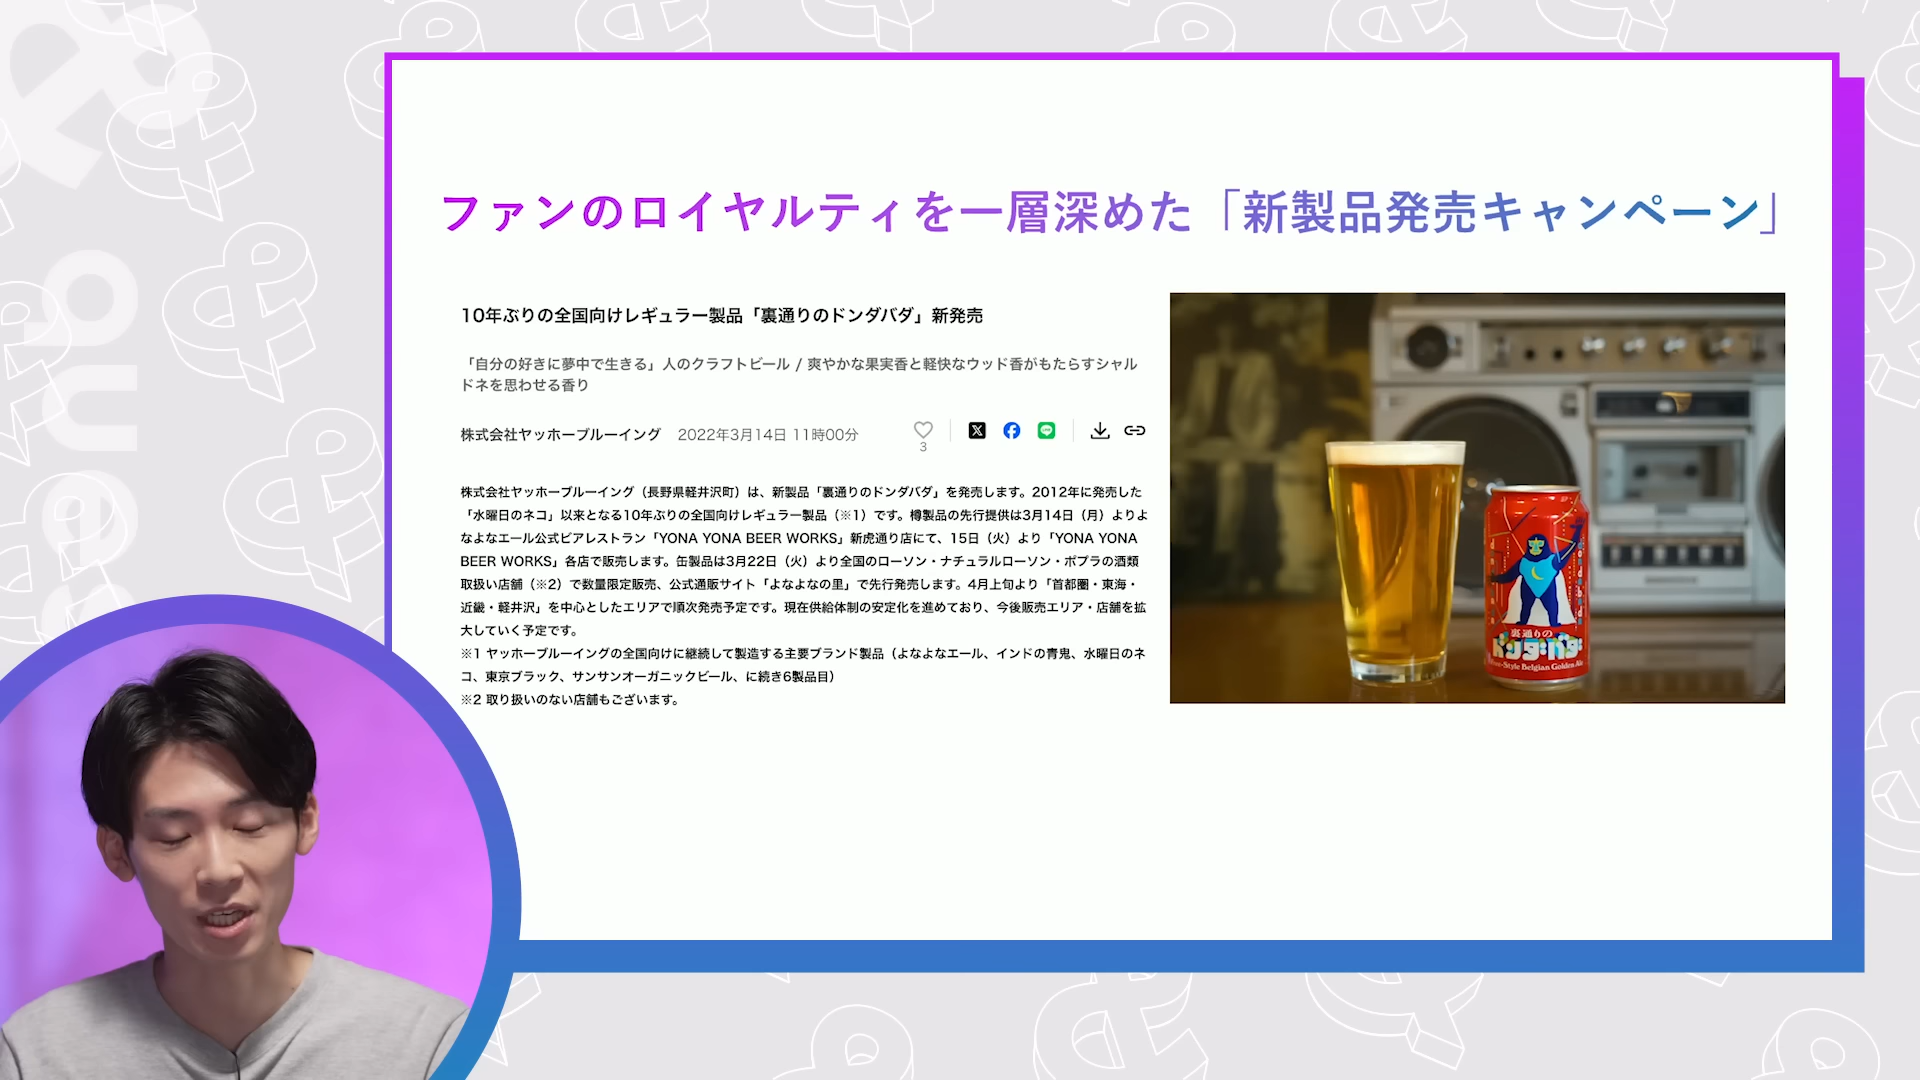 ファンのロイヤルティを一層深めた「新製品発売キャンペーン」
10年ぶりの全国向けレギュラー製品「裏通りのドンダバダ」新発売
「自分の好きに夢中で生きる」人のクラフトビール / 爽やかな果実香と軽快なウッド香がもたらすシャル
ドネを思わせる香り
株式会社ヤッホーブルーイング 2022年3月14日 11時00分
3
株式会社ヤッホーブルーイング（長野県軽井沢町）は、新製品「裏通りのドンダバダ」を発売します。2012年に発売した
「水曜日のネコ」以来となる10年ぶりの全国向けレギュラー製品（※1）です。樽製品の先行提供は3月14日（月）よりよ
なよなエール公式ビアレストラン「YONA YONA BEER WORKS」新虎通り店にて、15日（火）より「YONA YONA
BEER WORKS」各店で販売します。缶製品は3月22日（火）より全国のローソン・ナチュラルローソン・ポプラの酒類
取扱い店舗（※2）で数量限定販売、公式通販サイト「よなよなの里」で先行発売します。4月上旬より「首都圏・東海・
近畿・軽井沢」を中心としたエリアで順次発売予定です。現在供給体制の安定化を進めており、今後販売エリア・店舗を拡
大していく予定です。
※1 ヤッホーブルーイングの全国向けに継続して製造する主要ブランド製品（よなよなエール、インドの青鬼、水曜日のネ
コ、東京ブラック、サンサンオーガニックビール、に続き6製品目）
※2 取り扱いのない店舗もございます。
裏通りの
ドンダバダ
-Style Belgian Golden Ale